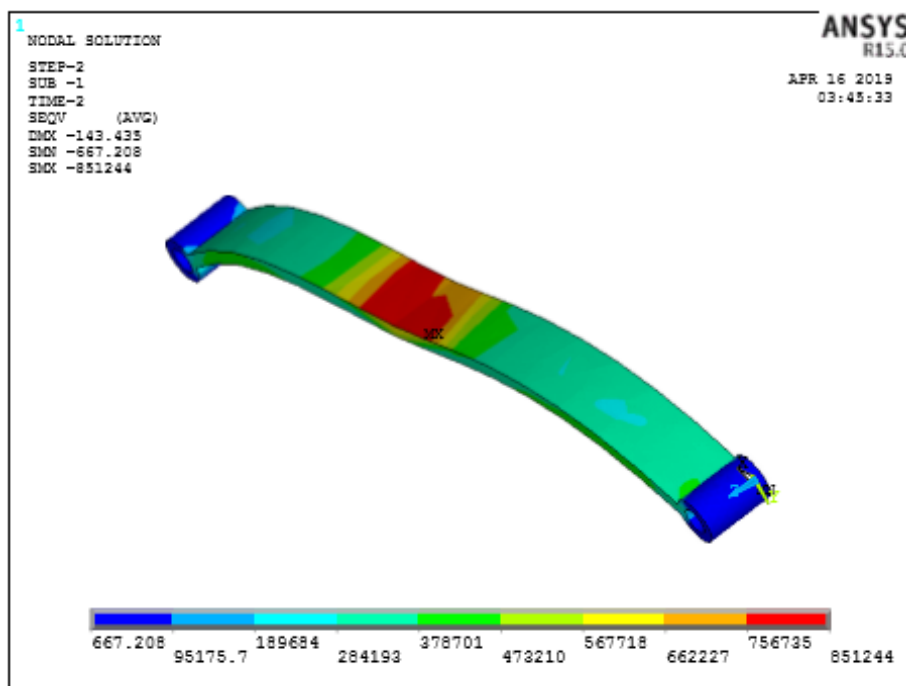 1
NODAL SOLUTION
STEP=2
SUB =1
TIME=2
SEQV (AVG)
DMX =143.435
SMN =667.208
SMX =851244
ANSYS
R15.0
APR 16 2019
03:45:33
MX
667.208
95175.7
189684
284193
378701
473210
567718
662227
756735
851244